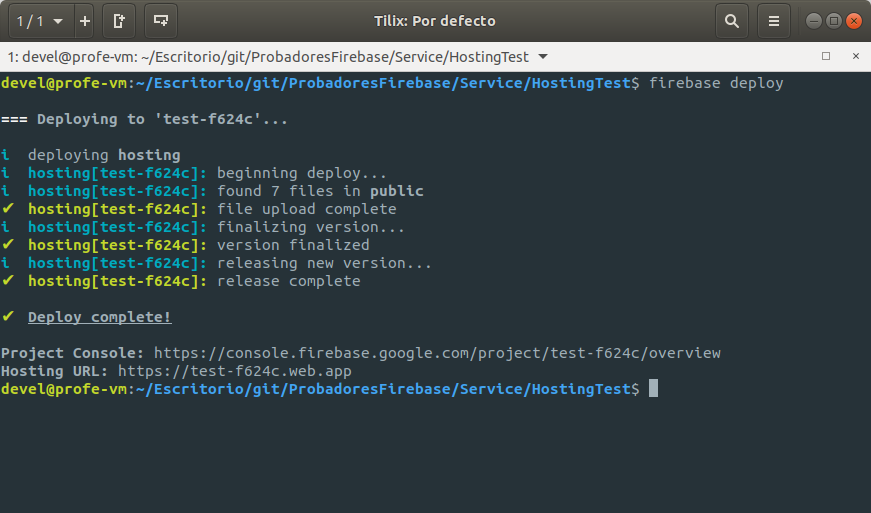 1 / 1
Tilix: Por defecto
1: devel@profe-vm: ~/Escritorio/git/ProbadoresFirebase/Service/HostingTest
devel@profe-vm:~/Escritorio/git/ProbadoresFirebase/Service/HostingTest$ firebase deploy
=== Deploying to 'test-f624c'...
i  deploying hosting
i  hosting[test-f624c]: beginning deploy...
i  hosting[test-f624c]: found 7 files in public
✔  hosting[test-f624c]: file upload complete
i  hosting[test-f624c]: finalizing version...
✔  hosting[test-f624c]: version finalized
i  hosting[test-f624c]: releasing new version...
✔  hosting[test-f624c]: release complete
✔  Deploy complete!
Project Console: https://console.firebase.google.com/project/test-f624c/overview
Hosting URL: https://test-f624c.web.app
devel@profe-vm:~/Escritorio/git/ProbadoresFirebase/Service/HostingTest$